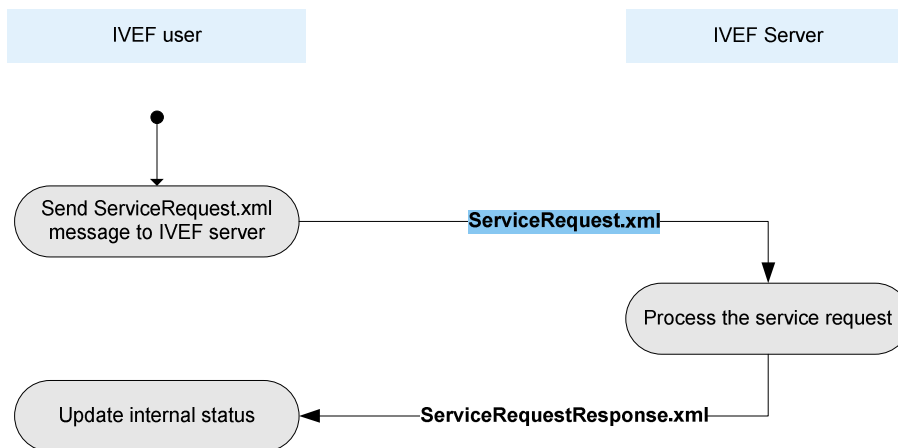 IVEF user
IVEF Server
Send ServiceRequest.xml
message to IVEF server
ServiceRequest.xml
Process the service request
Update internal status
ServiceRequestResponse.xml